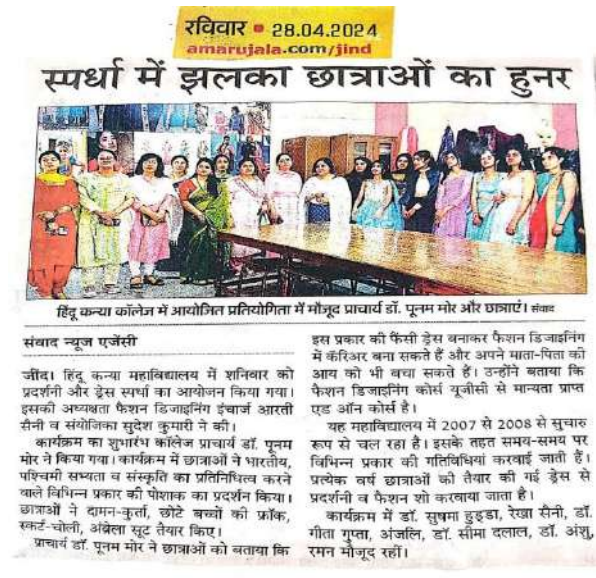 रविवार • 28.04.2024
amarujala.com/jind
स्पर्धा में झलका छात्राओं का हुनर
हिंदू कन्या कॉलेज में आयोजित प्रतियोगिता में मौजूद प्राचार्य डॉ. पूनम मोर और छात्राएं। संवाद
संवाद न्यूज एजेंसी
जींद। हिंदू कन्या महाविद्यालय में शनिवार को
प्रदर्शनी और ड्रेस स्पर्धा का आयोजन किया गया।
इसकी अध्यक्षता फैशन डिजाइनिंग इंचार्ज आरती
सैनी व संयोजिका सुदेश कुमारी ने की।
कार्यक्रम का शुभारंभ कॉलेज प्राचार्य डॉ. पूनम
मोर ने किया गया। कार्यक्रम में छात्राओं ने भारतीय,
पश्चिमी सभ्यता व संस्कृति का प्रतिनिधित्व करने
वाले विभिन्न प्रकार की पोशाक का प्रदर्शन किया।
छात्राओं ने दामन-कुर्ता, छोटे बच्चों की फ्रॉक,
स्कर्ट-चोली, अंब्रेला सूट तैयार किए।
प्राचार्य डॉ. पूनम मोर ने छात्राओं को बताया कि
इस प्रकार की फैंसी ड्रेस बनाकर फैशन डिजाइनिंग
में कॅरिअर बना सकते हैं और अपने माता-पिता की
आय को भी बचा सकते हैं। उन्होंने बताया कि
फैशन डिजाइनिंग कोर्स यूजीसी से मान्यता प्राप्त
एड ऑन कोर्स है।
यह महाविद्यालय में 2007 से 2008 से सुचारु
रूप से चल रहा है। इसके तहत समय-समय पर
विभिन्न प्रकार की गतिविधियां करवाई जाती हैं।
प्रत्येक वर्ष छात्राओं की तैयार की गई ड्रेस से
प्रदर्शनी व फैशन शो करवाया जाता है।
कार्यक्रम में डॉ. सुषमा हुड्डा, रेखा सैनी, डॉ.
गीता गुप्ता, अंजलि, डॉ. सीमा दलाल, डॉ. अंशु,
रमन मौजूद रहीं।